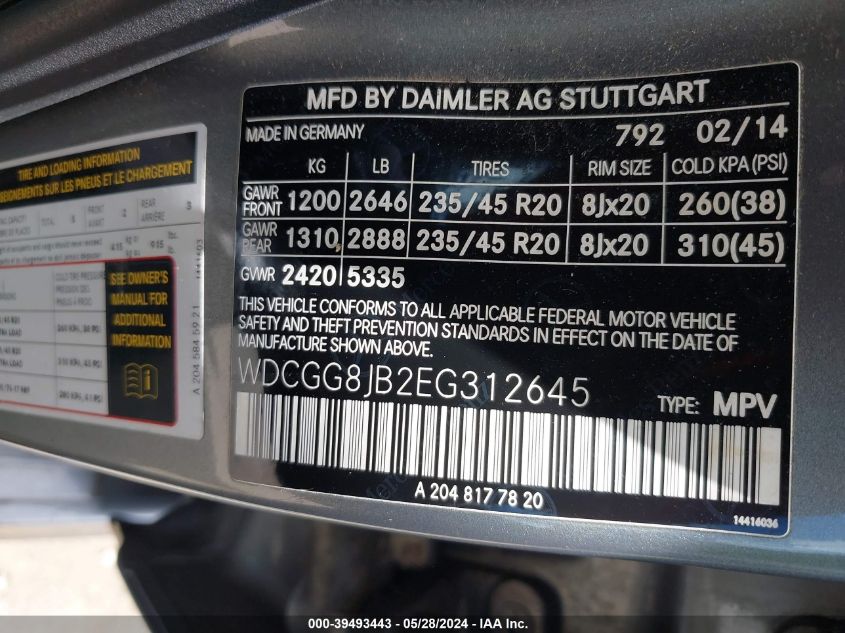 MFD BY DAIMLER AG STUTTGART
MADE IN GERMANY 792 02/14
KG LB TIRES RIM SIZE COLD KPA (PSI)
GAWR FRONT 1200 2646 235/45 R20 8Jx20 260(38)
GAWR REAR 1310 2888 235/45 R20 8Jx20 310(45)
GVWR 2420 5335
THIS VEHICLE CONFORMS TO ALL APPLICABLE FEDERAL MOTOR VEHICLE
SAFETY AND THEFT PREVENTION STANDARDS IN EFFECT ON THE DATE OF
MANUFACTURE SHOWN ABOVE.
WDCGG8JB2EG312645
TYPE: MPV
A 204 817 78 20
14416036
TIRE AND LOADING INFORMATION
ENSEIGNEMENTS SUR LES PNEUS ET LE CHARGEMENT
SEE OWNER'S
MANUAL FOR
ADDITIONAL
INFORMATION
A 204 584 59 21
1441603
000-39493443 / 05/28/2024 - IAA Inc.